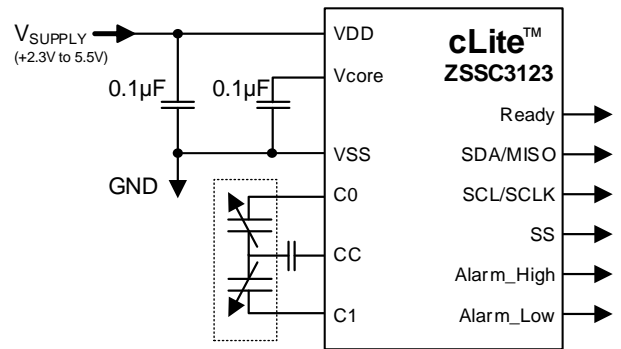 VSUPPLY
(+2.3V to 5.5V)
0.1µF
0.1µF
GND
VDD
Vcore
VSS
C0
CC
C1
cLite™
ZSSC3123
Ready
SDA/MISO
SCL/SCLK
SS
Alarm_High
Alarm_Low